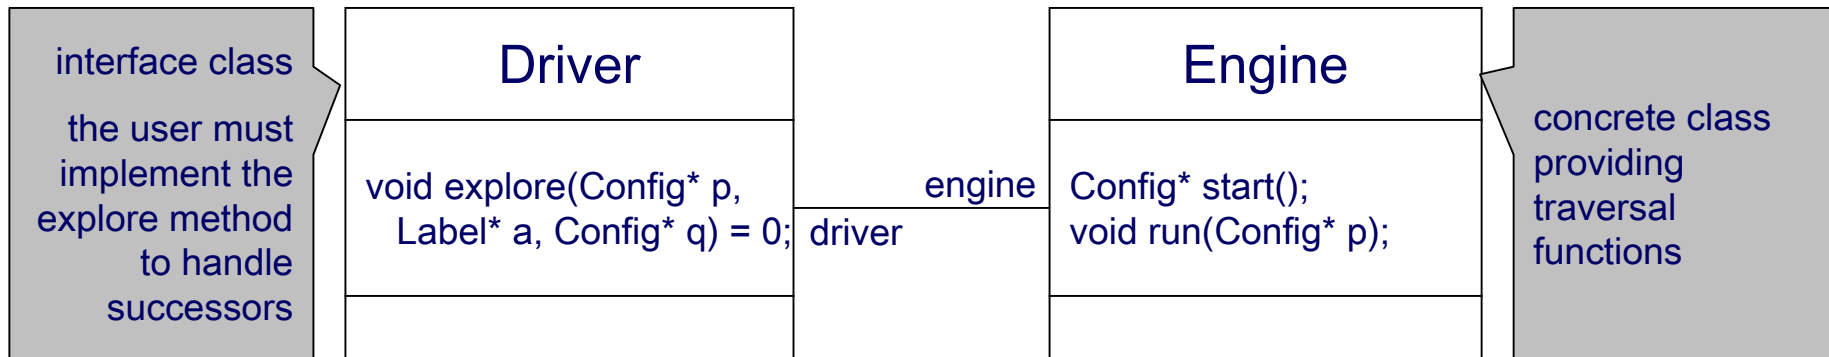 interface class
the user must
implement the
explore method
to handle
successors
Driver
void explore(Config* p,
Label* a, Config* q) = 0;
driver
engine
Engine
Config* start();
void run(Config* p);
concrete class
providing
traversal
functions